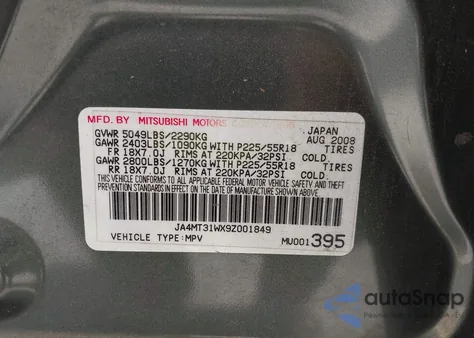 MFD. BY MITSUBISHI MOTORS
GVWR 5049LBS/2290KG JAPAN
AUG 2008
GAWR 2403LBS/1090KG WITH P225/55R18 TIRES
FR 18X7.0J RIMS AT 220KPA/32PSI COLD.
GAWR 2800LBS/1270KG WITH P225/55R18 TIRES
RR 18X7.0J RIMS AT 220KPA/32PSI COLD.
THIS VEHICLE CONFORMS TO ALL APPLICABLE FEDERAL MOTOR VEHICLE SAFETY AND THEFT
PREVENTION STANDARDS IN EFFECT ON THE DATE OF MANUFACTURE SHOWN ABOVE.
JA4MT31WX9Z001849
VEHICLE TYPE:MPV MU001395
autoSnap